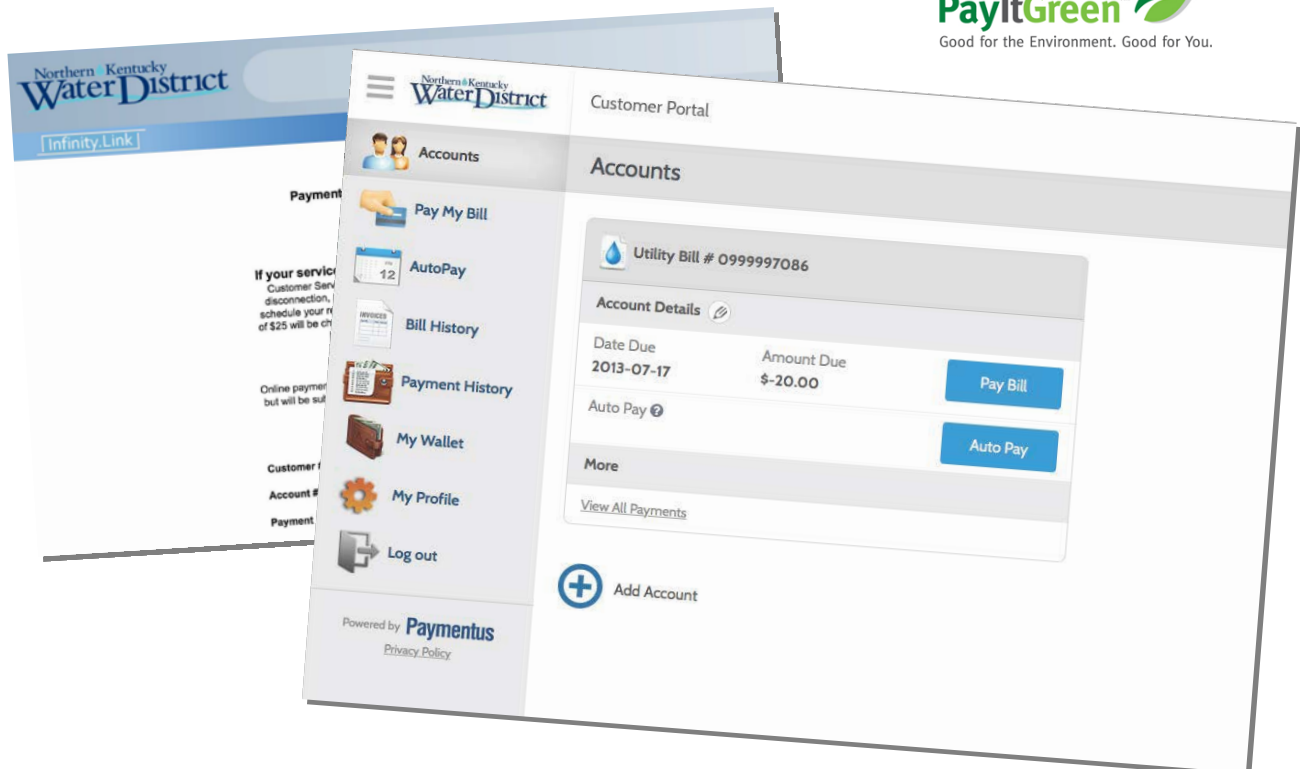 PayItGreen
Good for the Environment. Good for You.
Northern Kentucky
Water District
Infinity.Link
Payment
If your servic
Customer Serv
disconnection,
schedule your r
of $25 will be ch
Online paymen
but will be sub
Customer
Account #
Payment
Northern Kentucky
Water District
Customer Portal
Accounts
Pay My Bill
12
AutoPay
INVOICES
Bill History
Payment History
My Wallet
My Profile
Log out
Powered by Paymentus
Privacy Policy
Accounts
Utility Bill # 0999997086
Account Details
Date Due
Amount Due
2013-07-17
$-20.00
Pay Bill
Auto Pay ?
Auto Pay
More
View All Payments
Add Account